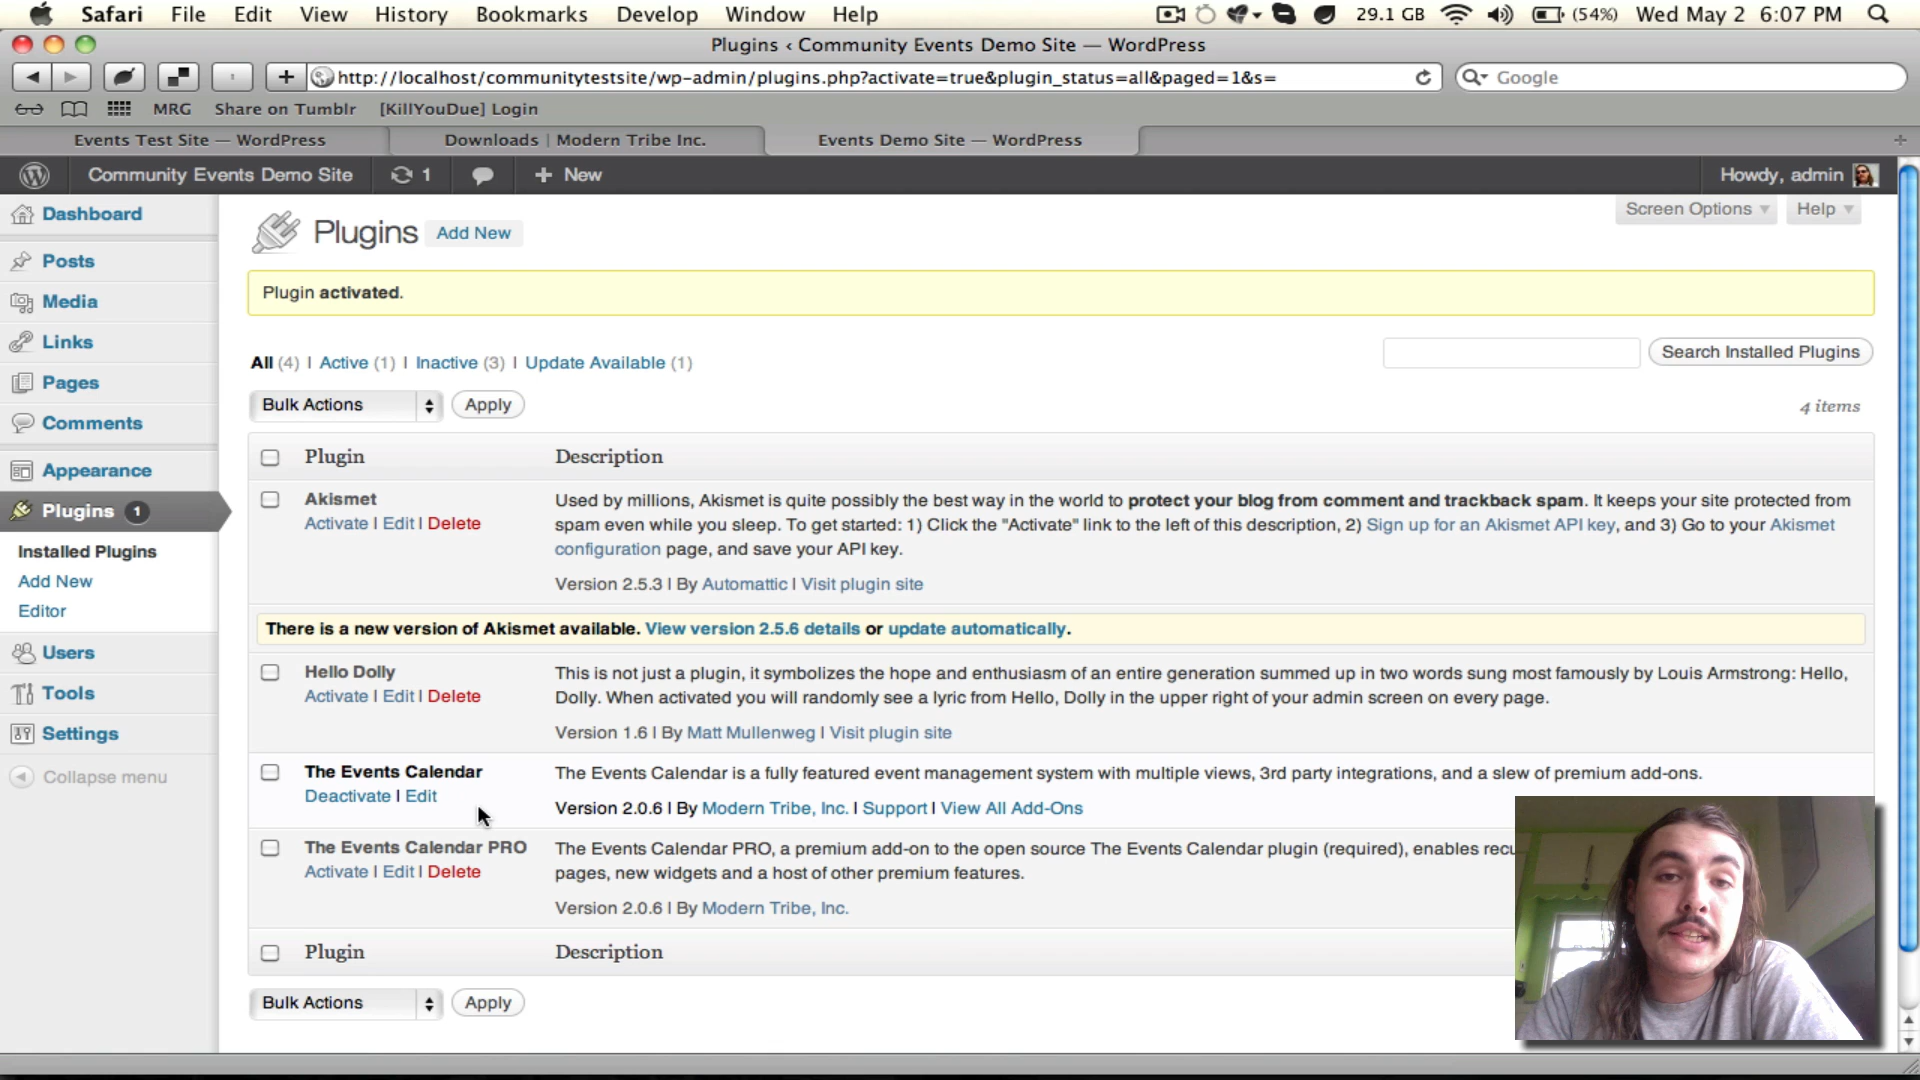 Safari File Edit View History Bookmarks Develop Window Help 29.1 GB (54%) Wed May 2 6:07 PM
Plugins ‹ Community Events Demo Site — WordPress
http://localhost/communitytestsite/wp-admin/plugins.php?activate=true&plugin_status=all&paged=1&s= Google
MRG Share on Tumblr [KillYouDue] Login
Events Test Site — WordPress Downloads | Modern Tribe Inc. Events Demo Site — WordPress
Community Events Demo Site 1 + New Howdy, admin
Dashboard
Posts
Media
Links
Pages
Comments
Appearance
Plugins 1
Installed Plugins
Add New
Editor
Users
Tools
Settings
Collapse menu
Screen Options Help
Plugins Add New
Plugin activated.
All (4) | Active (1) | Inactive (3) | Update Available (1)
Search Installed Plugins
Bulk Actions Apply
4 items
Plugin Description
Akismet
Activate | Edit | Delete
Used by millions, Akismet is quite possibly the best way in the world to protect your blog from comment and trackback spam. It keeps your site protected from
spam even while you sleep. To get started: 1) Click the "Activate" link to the left of this description, 2) Sign up for an Akismet API key, and 3) Go to your Akismet
configuration page, and save your API key.
Version 2.5.3 | By Automattic | Visit plugin site
There is a new version of Akismet available. View version 2.5.6 details or update automatically.
Hello Dolly
Activate | Edit | Delete
This is not just a plugin, it symbolizes the hope and enthusiasm of an entire generation summed up in two words sung most famously by Louis Armstrong: Hello,
Dolly. When activated you will randomly see a lyric from Hello, Dolly in the upper right of your admin screen on every page.
Version 1.6 | By Matt Mullenweg | Visit plugin site
The Events Calendar
Deactivate | Edit
The Events Calendar is a fully featured event management system with multiple views, 3rd party integrations, and a slew of premium add-ons.
Version 2.0.6 | By Modern Tribe, Inc. | Support | View All Add-Ons
The Events Calendar PRO
Activate | Edit | Delete
The Events Calendar PRO, a premium add-on to the open source The Events Calendar plugin (required), enables recu
pages, new widgets and a host of other premium features.
Version 2.0.6 | By Modern Tribe, Inc.
Plugin Description
Bulk Actions Apply